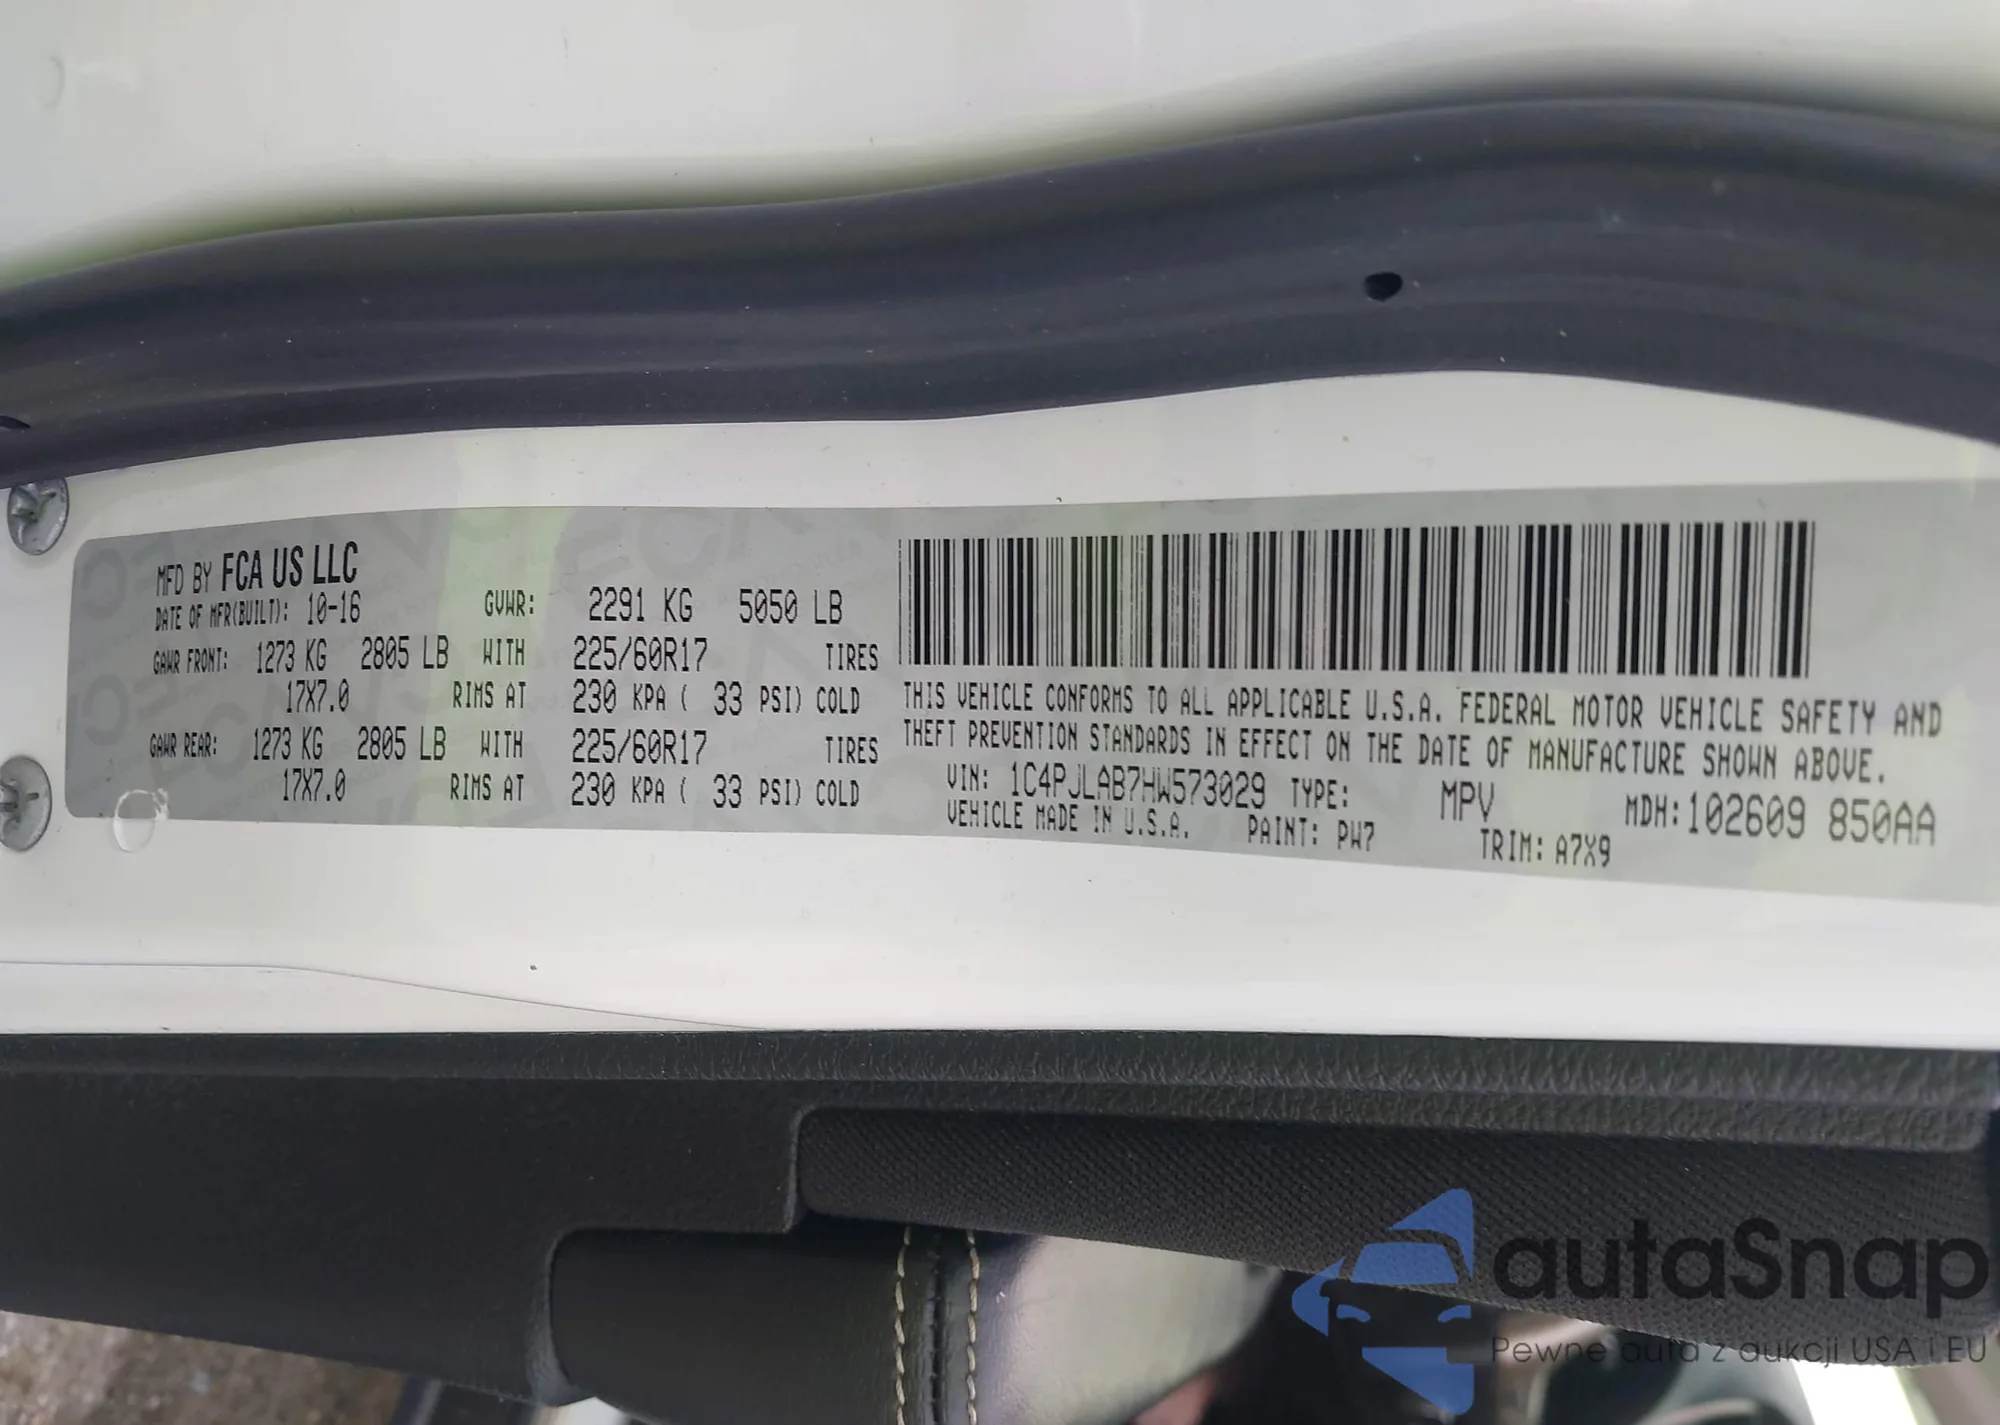 MFD BY FCA US LLC
DATE OF MFR(BUILT): 10-16 GVWR: 2291 KG 5050 LB
GAWR FRONT: 1273 KG 2805 LB WITH 225/60R17 TIRES
17X7.0 RIMS AT 230 KPA ( 33 PSI) COLD
GAWR REAR: 1273 KG 2805 LB WITH 225/60R17 TIRES
17X7.0 RIMS AT 230 KPA ( 33 PSI) COLD
THIS VEHICLE CONFORMS TO ALL APPLICABLE U.S.A. FEDERAL MOTOR VEHICLE SAFETY AND
THEFT PREVENTION STANDARDS IN EFFECT ON THE DATE OF MANUFACTURE SHOWN ABOVE.
VIN: 1C4PJLAB7HW573029 TYPE: MPV MDH:102609 850AA
VEHICLE MADE IN U.S.A. PAINT: PW7 TRIM: A7X9
autaSnap
Pewne auta z aukcji USA i EU